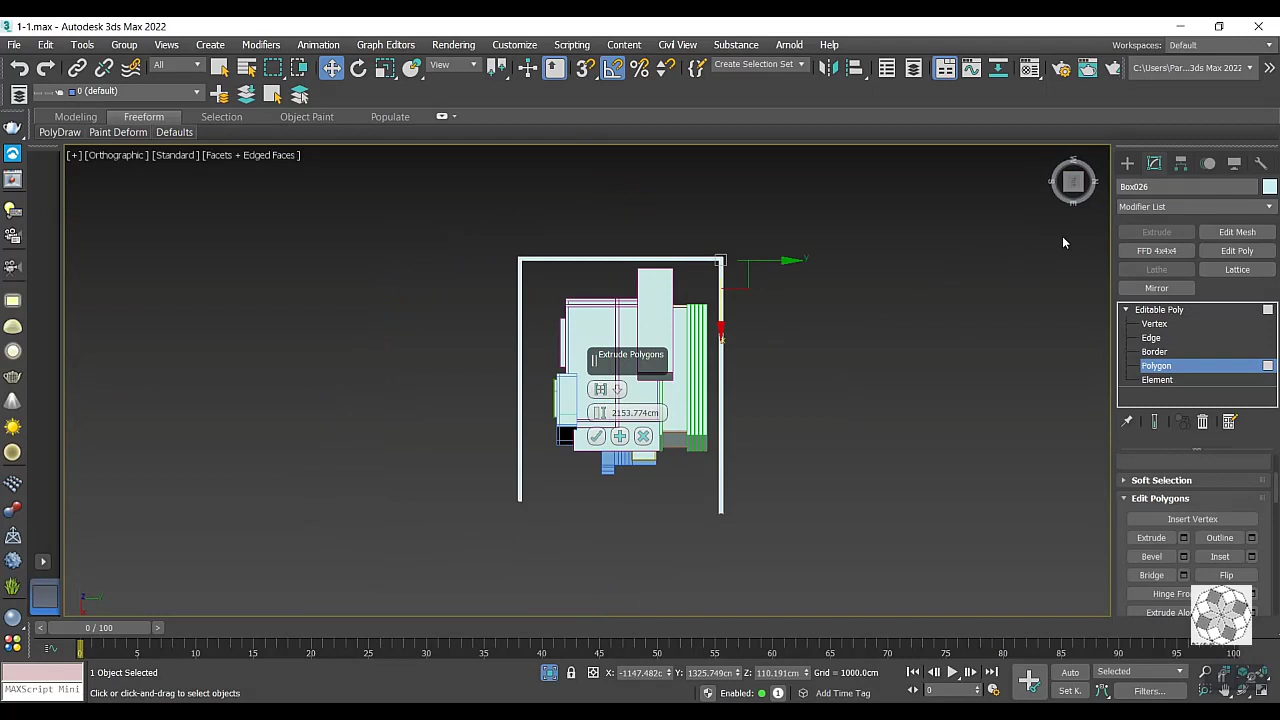 1-1.max - Autodesk 3ds Max 2022
File Edit Tools Group Views Create Modifiers Animation Graph Editors Rendering Customize Scripting Content Civil View Substance Arnold Help Workspaces: Default
All View Create Selection Set C:\Users\Par...3ds Max 2022
0 (default)
Modeling Freeform Selection Object Paint Populate
PolyDraw Paint Deform Defaults
[+] [Orthographic ] [Standard ] [Facets + Edged Faces ]
Box026
Modifier List
Extrude Edit Mesh
FFD 4x4x4 Edit Poly
Lathe Lattice
Mirror
Editable Poly
Vertex
Edge
Border
Polygon
Element
Extrude Polygons
2153.774cm
Soft Selection
Edit Polygons
Insert Vertex
Extrude Outline
Bevel Inset
Bridge Flip
Hinge Fro
Extrude Alo
0 / 100
0 5 10 15 20 25 30 35 40 45 50 55 60 65 70 75 80 85 90 95 100
1 Object Selected X: -1147.482c Y: 1325.749cm Z: 110.191cm Grid = 1000.0cm Auto Selected
MAXScript Mini Click or click-and-drag to select objects Enabled: Add Time Tag 0 Set K. Filters...